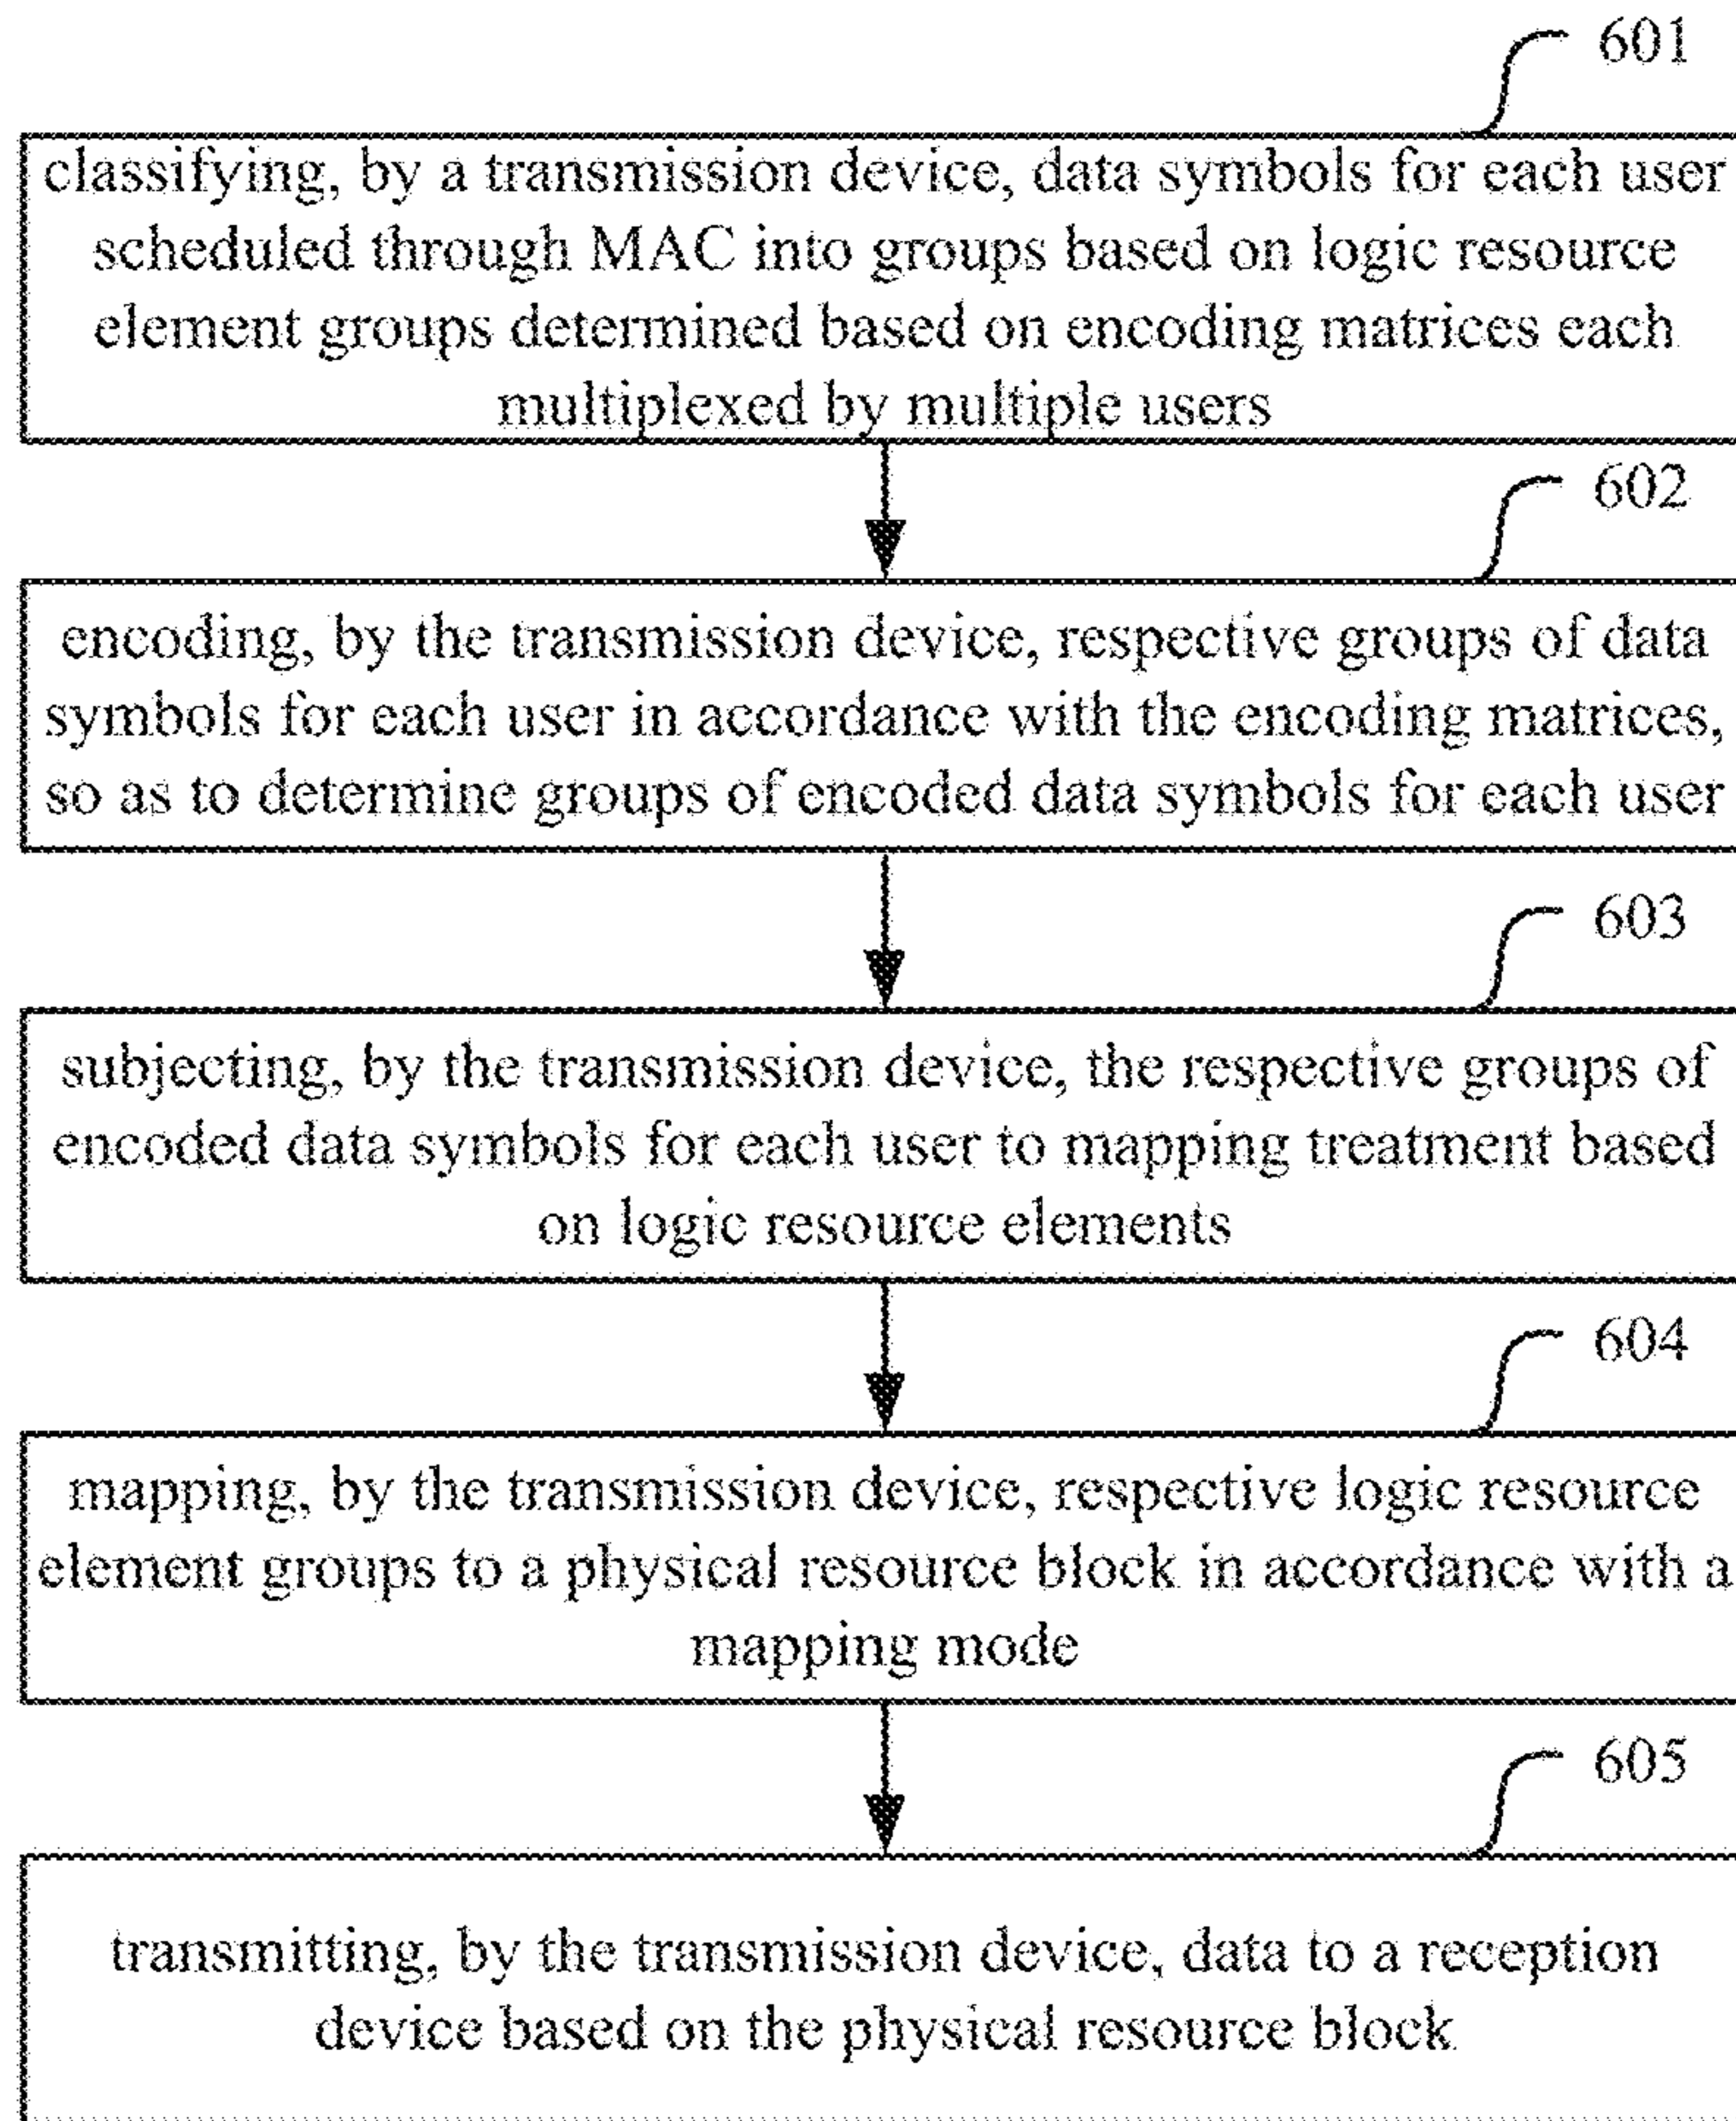 601
classifying, by a transmission device, data symbols for each user
scheduled through MAC into groups based on logic resource
element groups determined based on encoding matrices each
multiplexed by multiple users
602
encoding, by the transmission device, respective groups of data
symbols for each user in accordance with the encoding matrices,
so as to determine groups of encoded data symbols for each user
603
subjecting, by the transmission device, the respective groups of
encoded data symbols for each user to mapping treatment based
on logic resource elements
604
mapping, by the transmission device, respective logic resource
element groups to a physical resource block in accordance with a
mapping mode
605
transmitting, by the transmission device, data to a reception
device based on the physical resource block